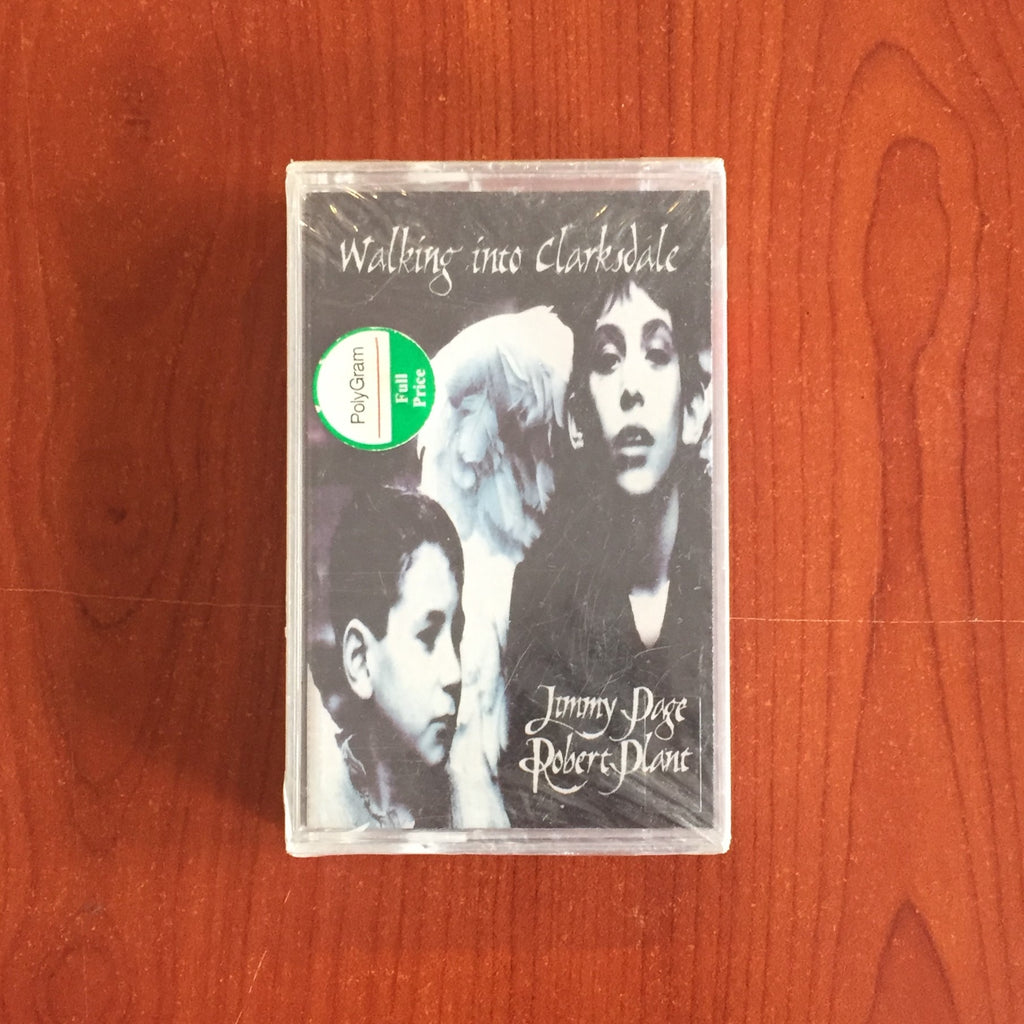 Walking into Clarksdale
PolyGram
Full
Price
Jimmy Page
Robert Plant